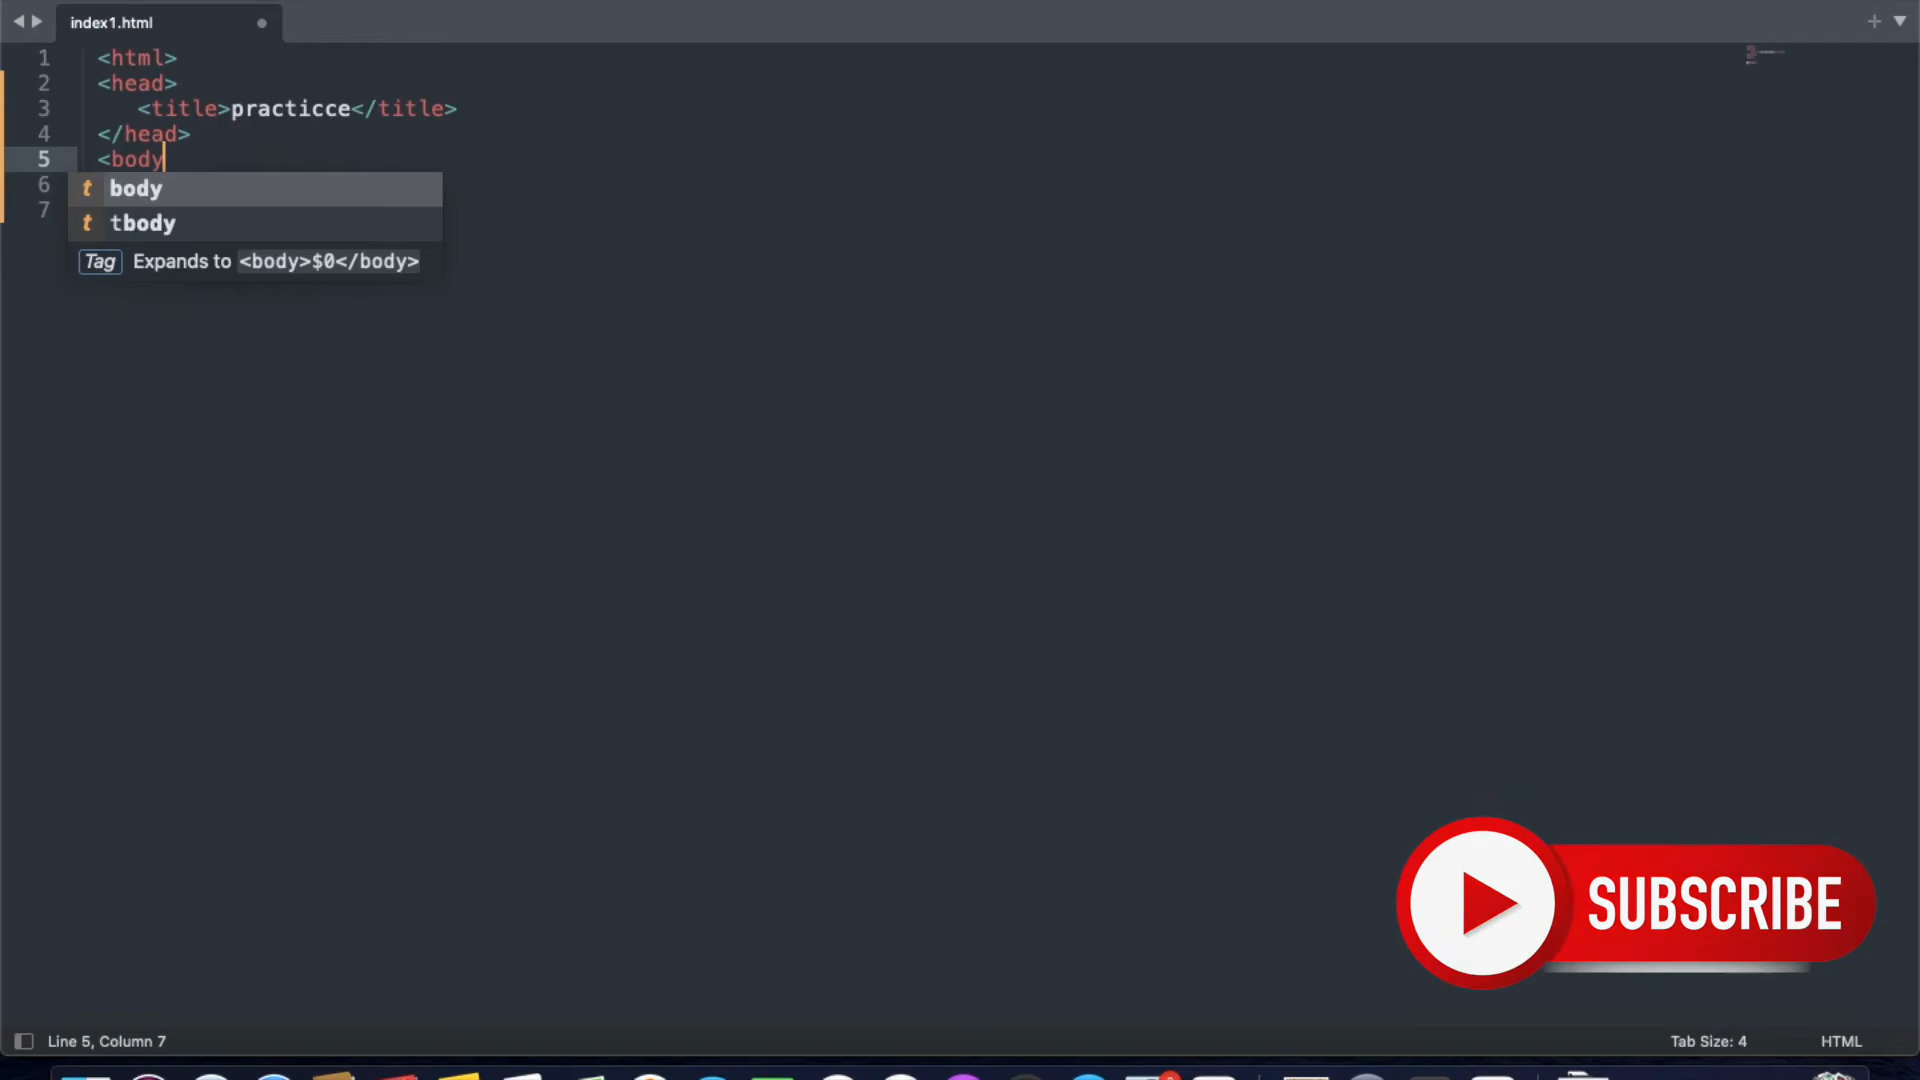 index1.html
1 <html>
2 <head>
3 <title>practicce</title>
4 </head>
5 <body
6 t body
7 t tbody
Tag Expands to <body>$0</body>
SUBSCRIBE
Line 5, Column 7
Tab Size: 4
HTML